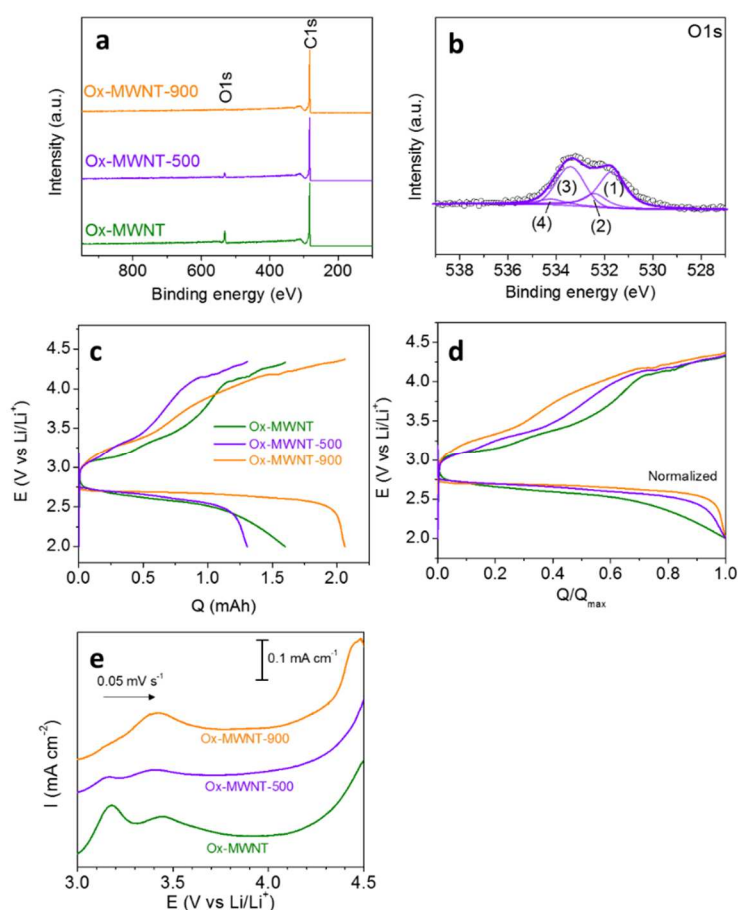 a
C1s
O1s
Ox-MWNT-900
Ox-MWNT-500
Ox-MWNT
Intensity (a.u.)
800 600 400 200
Binding energy (eV)
b
O1s
(3)
(1)
(4)
(2)
Intensity (a.u.)
538 536 534 532 530 528
Binding energy (eV)
c
4.5
4.0
3.5
3.0
2.5
2.0
E (V vs Li/Li⁺)
Ox-MWNT
Ox-MWNT-500
Ox-MWNT-900
0.0 0.5 1.0 1.5 2.0
Q (mAh)
d
4.5
4.0
3.5
3.0
2.5
2.0
E (V vs Li/Li⁺)
Normalized
0.0 0.2 0.4 0.6 0.8 1.0
Q/Qₘₐₓ
e
0.1 mA cm⁻¹
0.05 mV s⁻¹
Ox-MWNT-900
Ox-MWNT-500
Ox-MWNT
I (mA cm⁻²)
3.0 3.5 4.0 4.5
E (V vs Li/Li⁺)